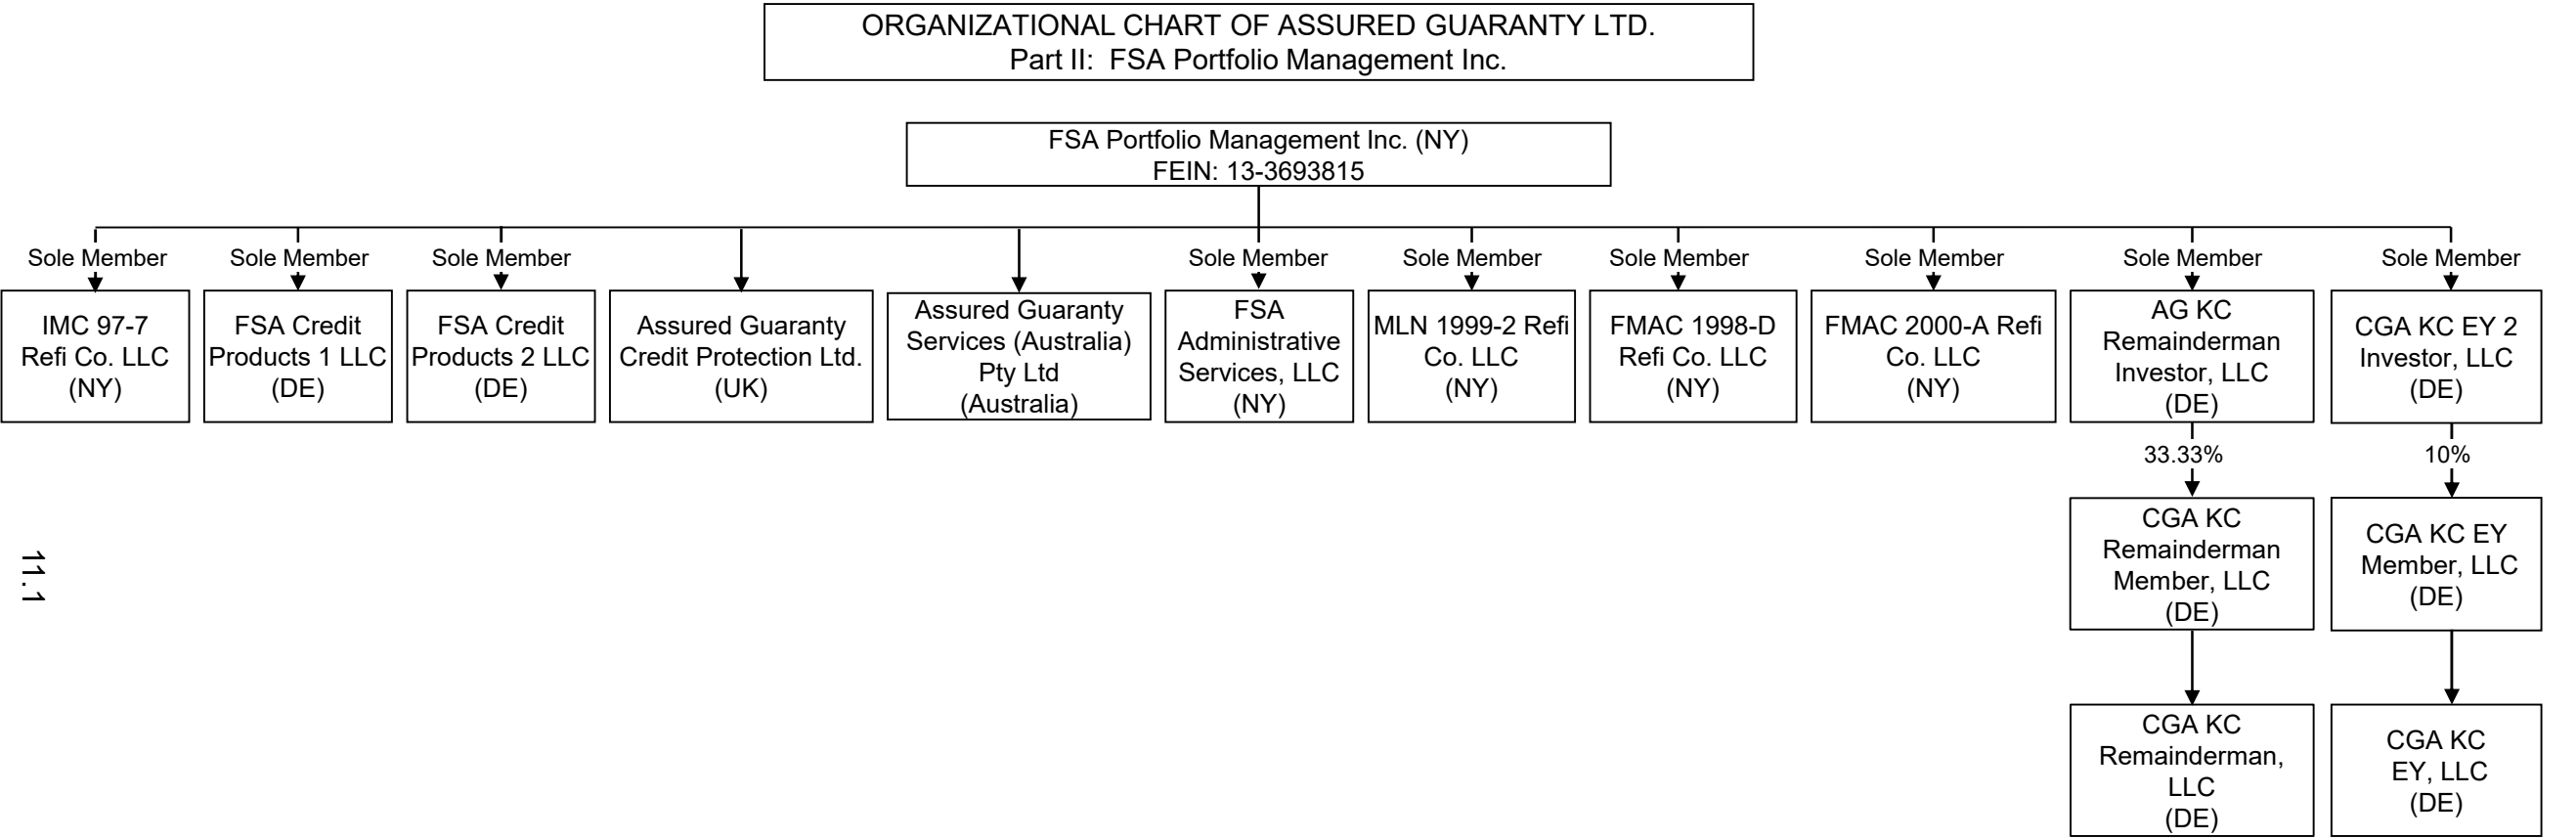 ORGANIZATIONAL CHART OF ASSURED GUARANTY LTD.
Part II: FSA Portfolio Management Inc.
FSA Portfolio Management Inc. (NY)
FEIN: 13-3693815
Sole Member
IMC 97-7
Refi Co. LLC
(NY)
Sole Member
FSA Credit
Products 1 LLC
(DE)
Sole Member
FSA Credit
Products 2 LLC
(DE)
Assured Guaranty
Credit Protection Ltd.
(UK)
Assured Guaranty
Services (Australia)
Pty Ltd
(Australia)
Sole Member
FSA
Administrative
Services, LLC
(NY)
Sole Member
MLN 1999-2 Refi
Co. LLC
(NY)
Sole Member
FMAC 1998-D
Refi Co. LLC
(NY)
Sole Member
FMAC 2000-A Refi
Co. LLC
(NY)
Sole Member
AG KC
Remainderman
Investor, LLC
(DE)
33.33%
CGA KC
Remainderman
Member, LLC
(DE)
CGA KC
Remainderman,
LLC
(DE)
Sole Member
CGA KC EY 2
Investor, LLC
(DE)
10%
CGA KC EY
Member, LLC
(DE)
CGA KC
EY, LLC
(DE)
11.1